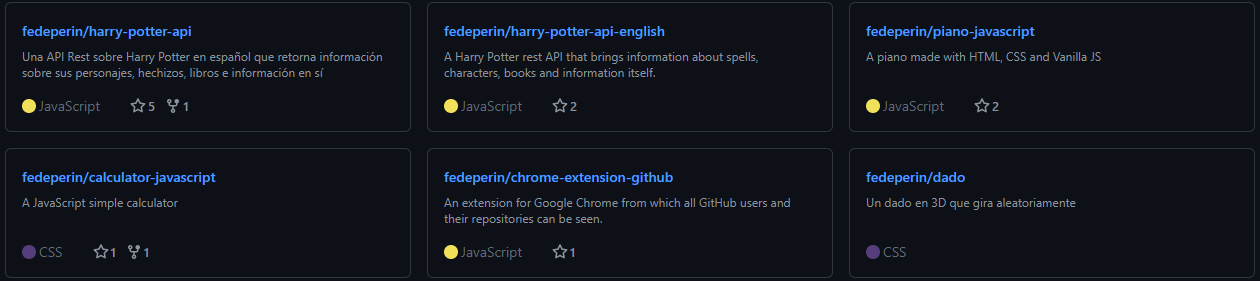 fedeperin/harry-potter-api
Una API Rest sobre Harry Potter en español que retorna información
sobre sus personajes, hechizos, libros e información en sí
JavaScript 5 1
fedeperin/harry-potter-api-english
A Harry Potter rest API that brings information about spells,
characters, books and information itself.
JavaScript 2
fedeperin/piano-javascript
A piano made with HTML, CSS and Vanilla JS
JavaScript 2
fedeperin/calculator-javascript
A JavaScript simple calculator
CSS 1 1
fedeperin/chrome-extension-github
An extension for Google Chrome from which all GitHub users and
their repositories can be seen.
JavaScript 1
fedeperin/dado
Un dado en 3D que gira aleatoriamente
CSS